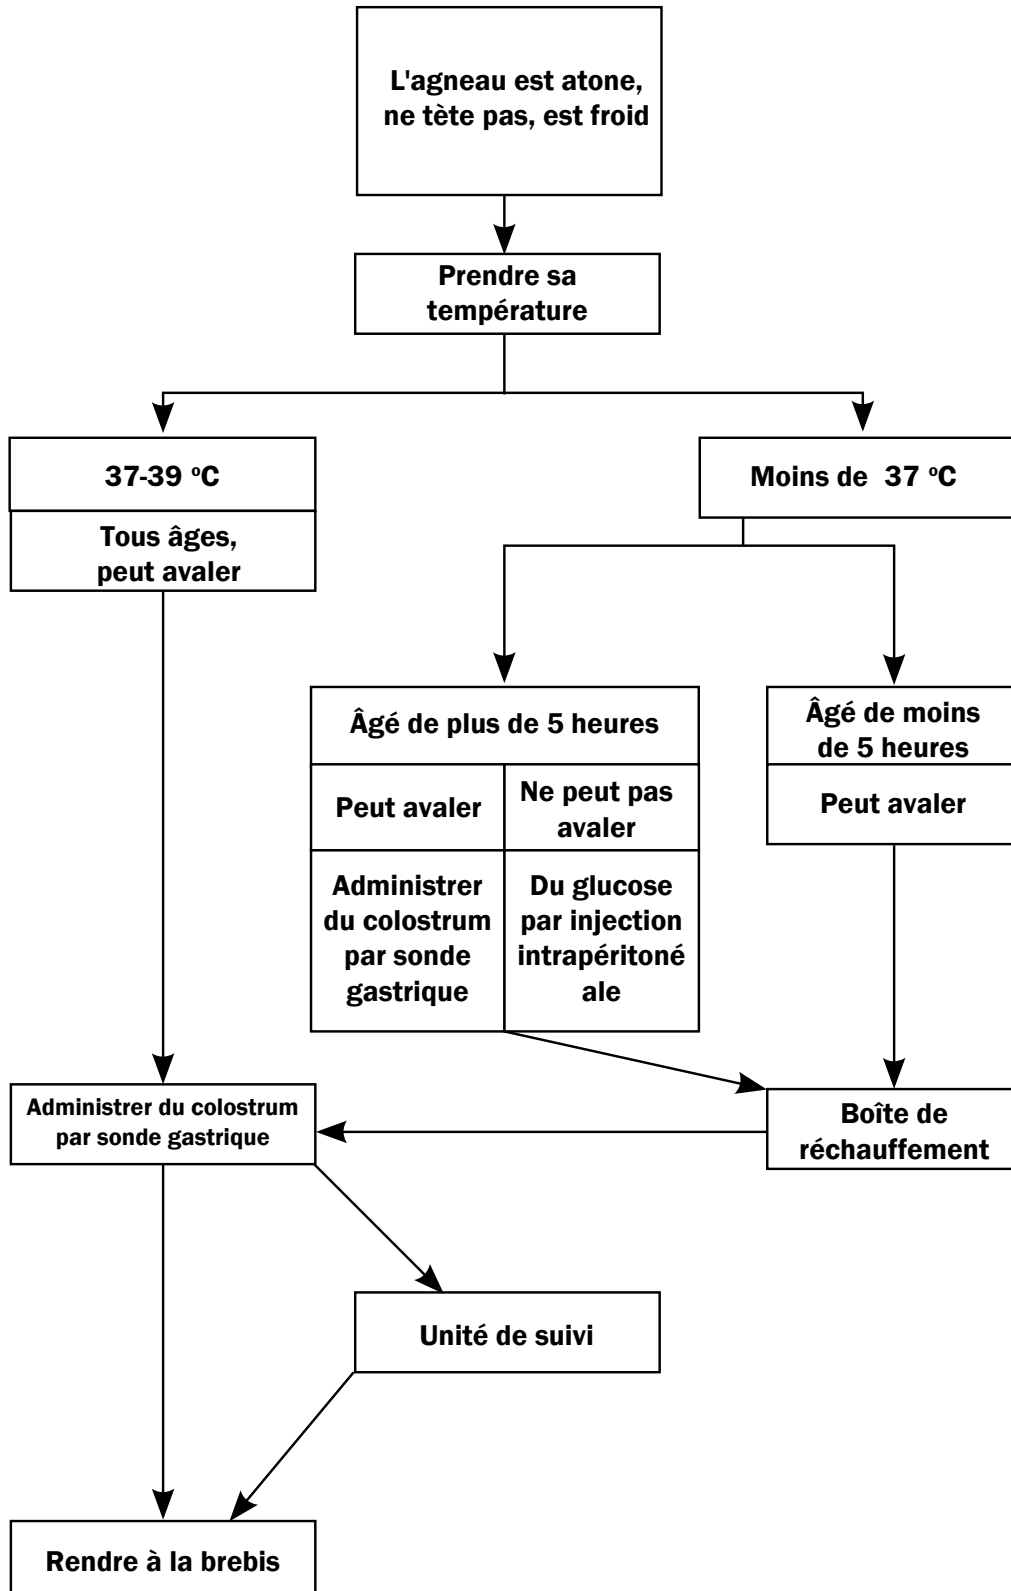 L'agneau est atone,
ne tète pas, est froid
Prendre sa
température
37-39 ºC
Tous âges,
peut avaler
Moins de 37 ºC
Âgé de plus de 5 heures
Peut avaler
Ne peut pas
avaler
Administrer
du colostrum
par sonde
gastrique
Du glucose
par injection
intrapéritoné
ale
Âgé de moins
de 5 heures
Peut avaler
Administrer du colostrum
par sonde gastrique
Boîte de
réchauffement
Unité de suivi
Rendre à la brebis